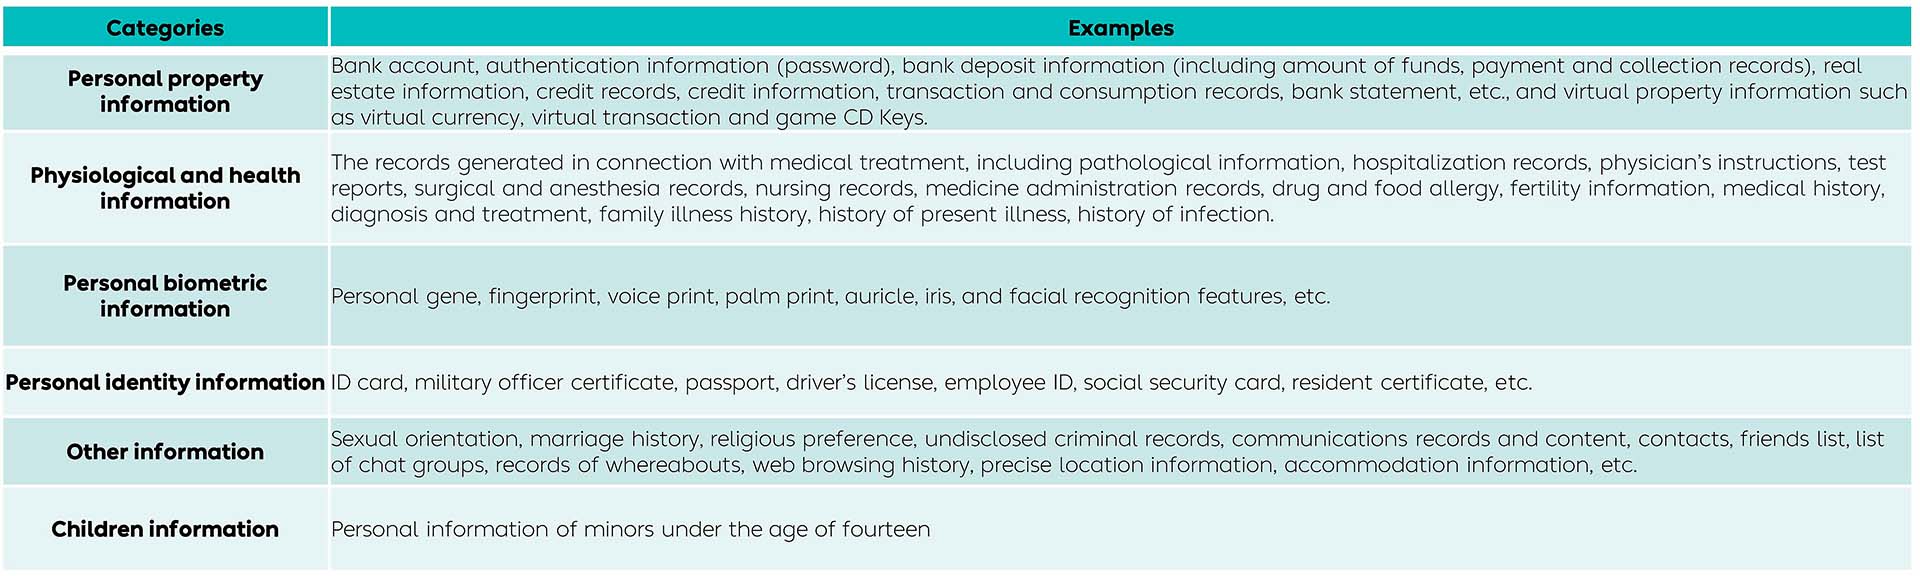 Categories
Examples
Personal property
information
Bank account, authentication information (password), bank deposit information (including amount of funds, payment and collection records), real
estate information, credit records, credit information, transaction and consumption records, bank statement, etc., and virtual property information such
as virtual currency, virtual transaction and game CD Keys.
Physiological and health
information
The records generated in connection with medical treatment, including pathological information, hospitalization records, physician's instructions, test
reports, surgical and anesthesia records, nursing records, medicine administration records, drug and food allergy, fertility information, medical history,
diagnosis and treatment, family illness history, history of present illness, history of infection.
Personal biometric
information
Personal gene, fingerprint, voice print, palm print, auricle, iris, and facial recognition features, etc.
Personal identity information
ID card, military officer certificate, passport, driver's license, employee ID, social security card, resident certificate, etc.
Other information
Sexual orientation, marriage history, religious preference, undisclosed criminal records, communications records and content, contacts, friends list, list
of chat groups, records of whereabouts, web browsing history, precise location information, accommodation information, etc.
Children information
Personal information of minors under the age of fourteen